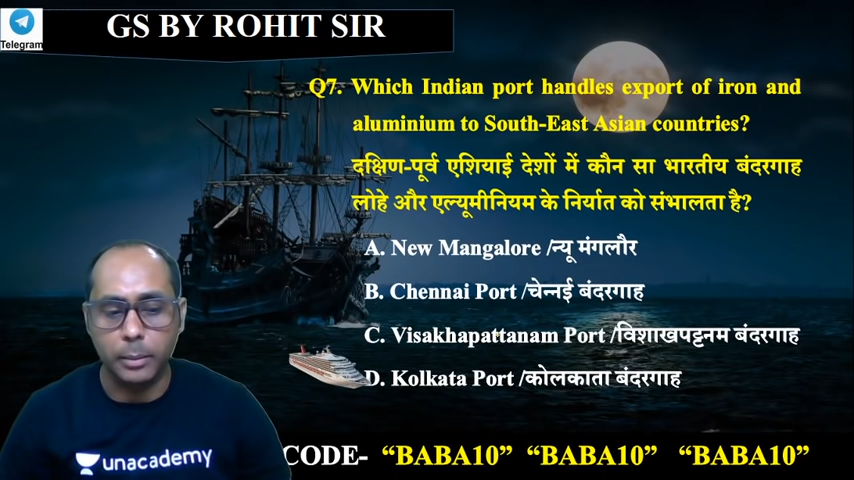 Telegram
GS BY ROHIT SIR
Q7. Which Indian port handles export of iron and
aluminium to South-East Asian countries?
दक्षिण-पूर्व एशियाई देशों में कौन सा भारतीय बंदरगाह
लोहे और एल्यूमीनियम के निर्यात को संभालता है?
A. New Mangalore /न्यू मंगलौर
B. Chennai Port /चेन्नई बंदरगाह
C. Visakhapattanam Port /विशाखपट्टनम बंदरगाह
D. Kolkata Port /कोलकाता बंदरगाह
unacademy
CODE- “BABA10” “BABA10” “BABA10”